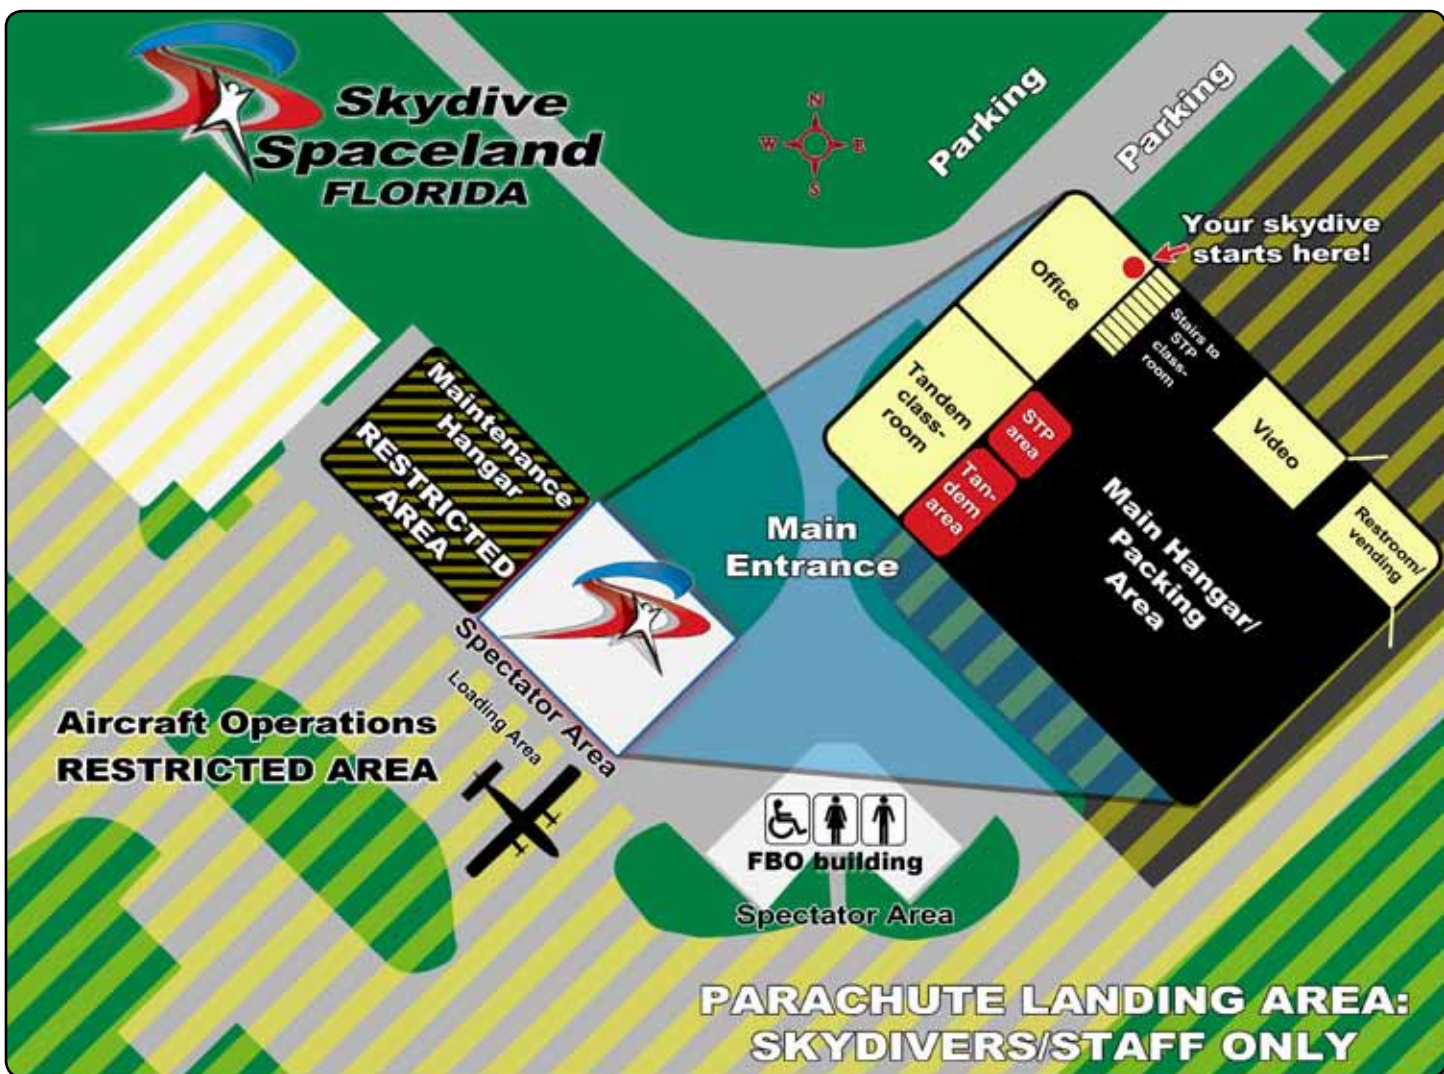 Skydive
Spaceland
FLORIDA
N
W
E
S
Parking
Parking
Your skydive
starts here!
Office
Stairs to
STP
class-
room
Tandem
class-
room
STP
area
Tan-
dem
area
Video
Restroom/
vending
Main Hangar/
Packing
Area
Maintenance
Hangar
RESTRICTED
AREA
Main
Entrance
Spectator Area
Loading Area
Aircraft Operations
RESTRICTED AREA
FBO building
Spectator Area
PARACHUTE LANDING AREA:
SKYDIVERS/STAFF ONLY